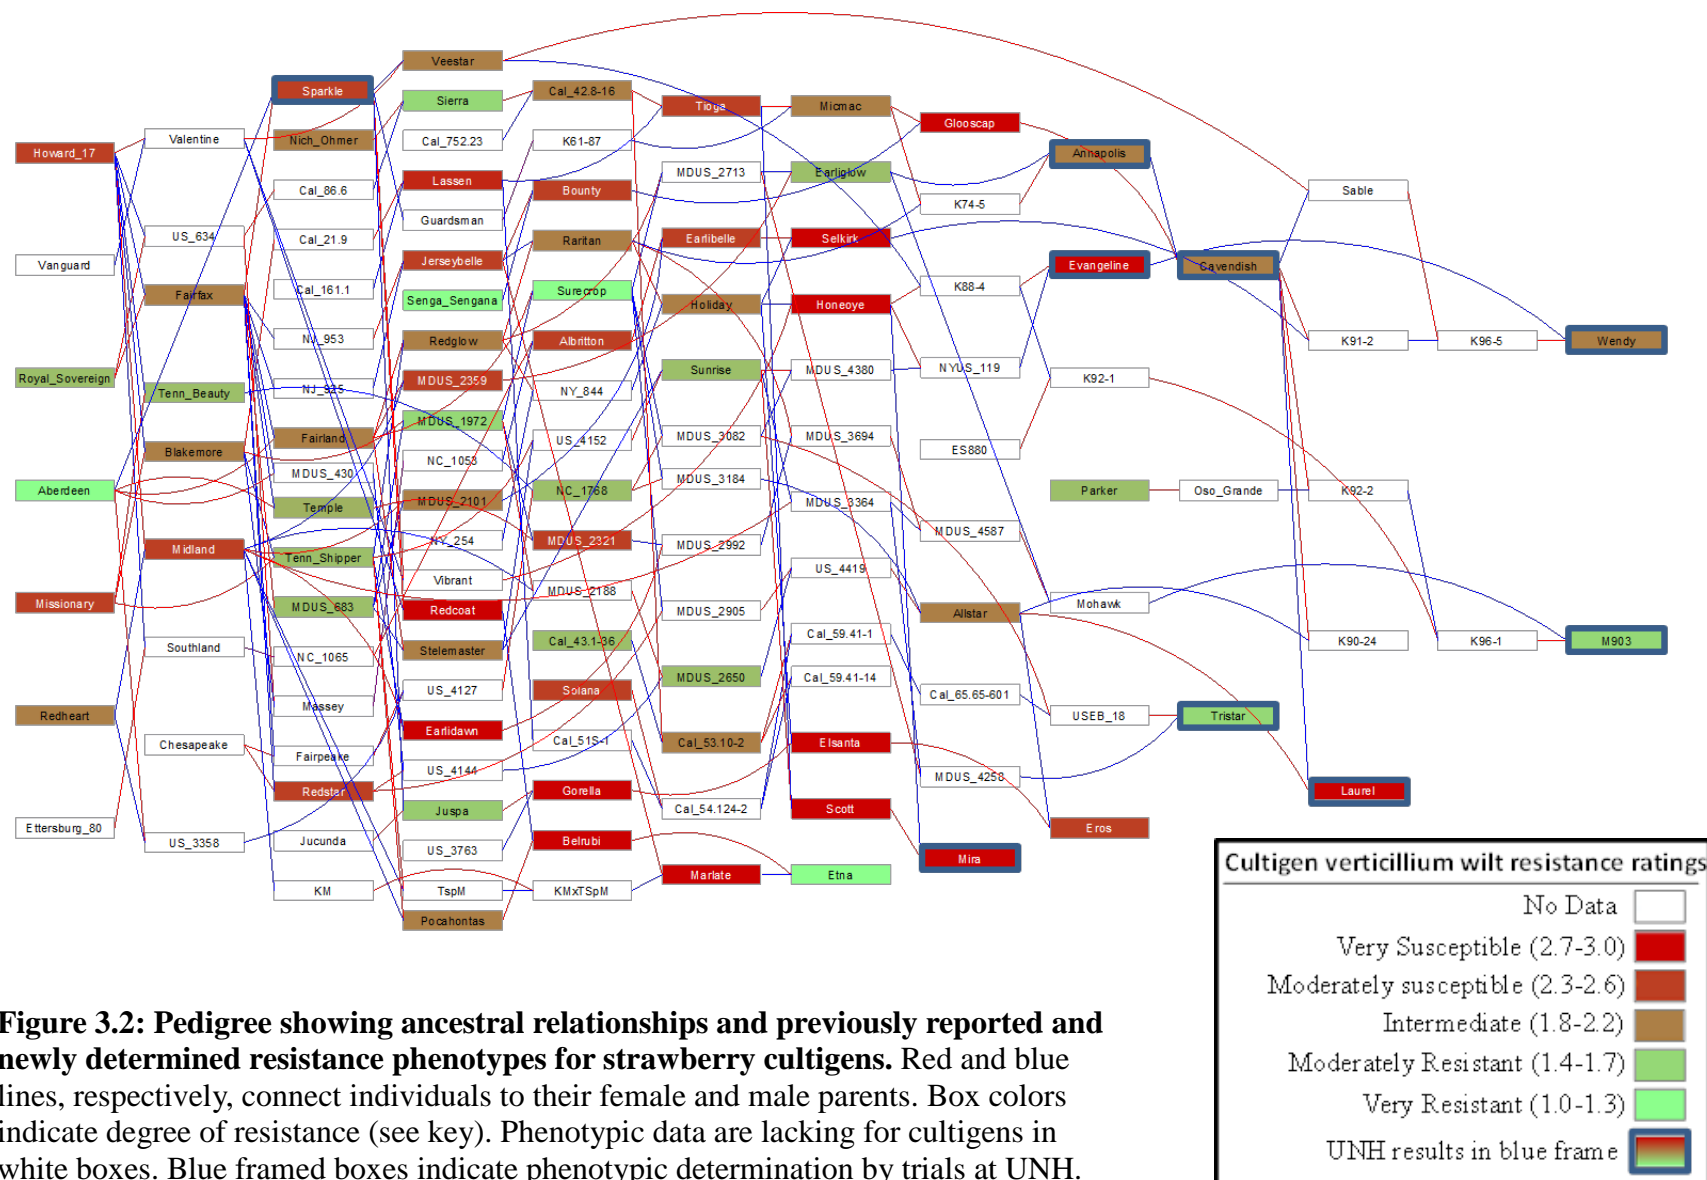 Veestar
Sparkle
Sierra
Cal_42.8-16
Tioga
Micmac
Glooscap
Valentine
Nich_Ohmer
Cal_752.23
K61-87
Howard_17
Annapolis
Lassen
MDUS_2713
Earliglow
Cal_86.6
Bounty
Sable
K74-5
Guardsman
US_634
Cal_21.9
Raritan
Earlibelle
Selkirk
Vanguard
Jerseybelle
Evangeline
Cavendish
Fairfax
Cal_161.1
Senga_Sengana
Surecrop
K88-4
Holiday
Honeoye
NJ_953
Redglow
Albritton
K91-2
K96-5
Wendy
Royal_Sovereign
MDUS_2359
Sunrise
MDUS_4380
NYUS_119
K92-1
Tenn_Beauty
NJ_925
NY_844
MDUS_1972
Fairland
US_4152
MDUS_3082
MDUS_3694
Blakemore
ES880
NC_1053
MDUS_430
MDUS_3184
Aberdeen
NC_1768
Parker
Oso_Grande
K92-2
Temple
MDUS_2101
MDUS_3364
MDUS_4587
Midland
NY_254
MDUS_2321
MDUS_2992
Tenn_Shipper
US_4419
Vibrant
MDUS_2188
Missionary
MDUS_683
Redcoat
MDUS_2905
Allstar
Mohawk
Southland
NC_1065
Stelemaster
Cal_43.1-36
Cal_59.41-1
K90-24
K96-1
M903
US_4127
Solana
MDUS_2650
Cal_59.41-14
Cal_65.65-601
Redheart
Massey
USEB_18
Tristar
Chesapeake
Fairpeake
Earlidawn
Cal_51S-1
Cal_53.10-2
Elsanta
US_4144
MDUS_4258
Redstar
Gorella
Laurel
Ettersburg_80
Juspa
Cal_54.124-2
Scott
Eros
US_3358
Jucunda
US_3763
Belrubi
Mira
KM
TspM
KMxTSpM
Marlate
Etna
Pocahontas
Cultigen verticillium wilt resistance ratings
No Data
Very Susceptible (2.7-3.0)
Moderately susceptible (2.3-2.6)
Intermediate (1.8-2.2)
Moderately Resistant (1.4-1.7)
Very Resistant (1.0-1.3)
UNH results in blue frame
Figure 3.2: Pedigree showing ancestral relationships and previously reported and
newly determined resistance phenotypes for strawberry cultigens. Red and blue
lines, respectively, connect individuals to their female and male parents. Box colors
indicate degree of resistance (see key). Phenotypic data are lacking for cultigens in
white boxes. Blue framed boxes indicate phenotypic determination by trials at UNH.